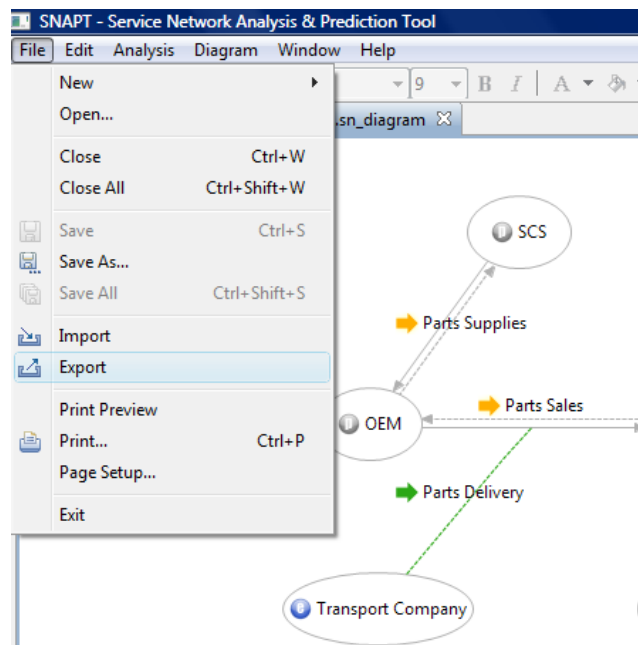 SNAPT - Service Network Analysis & Prediction Tool
File Edit Analysis Diagram Window Help
New
Open...
Close Ctrl+W
Close All Ctrl+Shift+W
Save Ctrl+S
Save As...
Save All Ctrl+Shift+S
Import
Export
Print Preview
Print... Ctrl+P
Page Setup...
Exit
9 B I A
.sn_diagram
SCS
Parts Supplies
Parts Sales
OEM
Parts Delivery
Transport Company